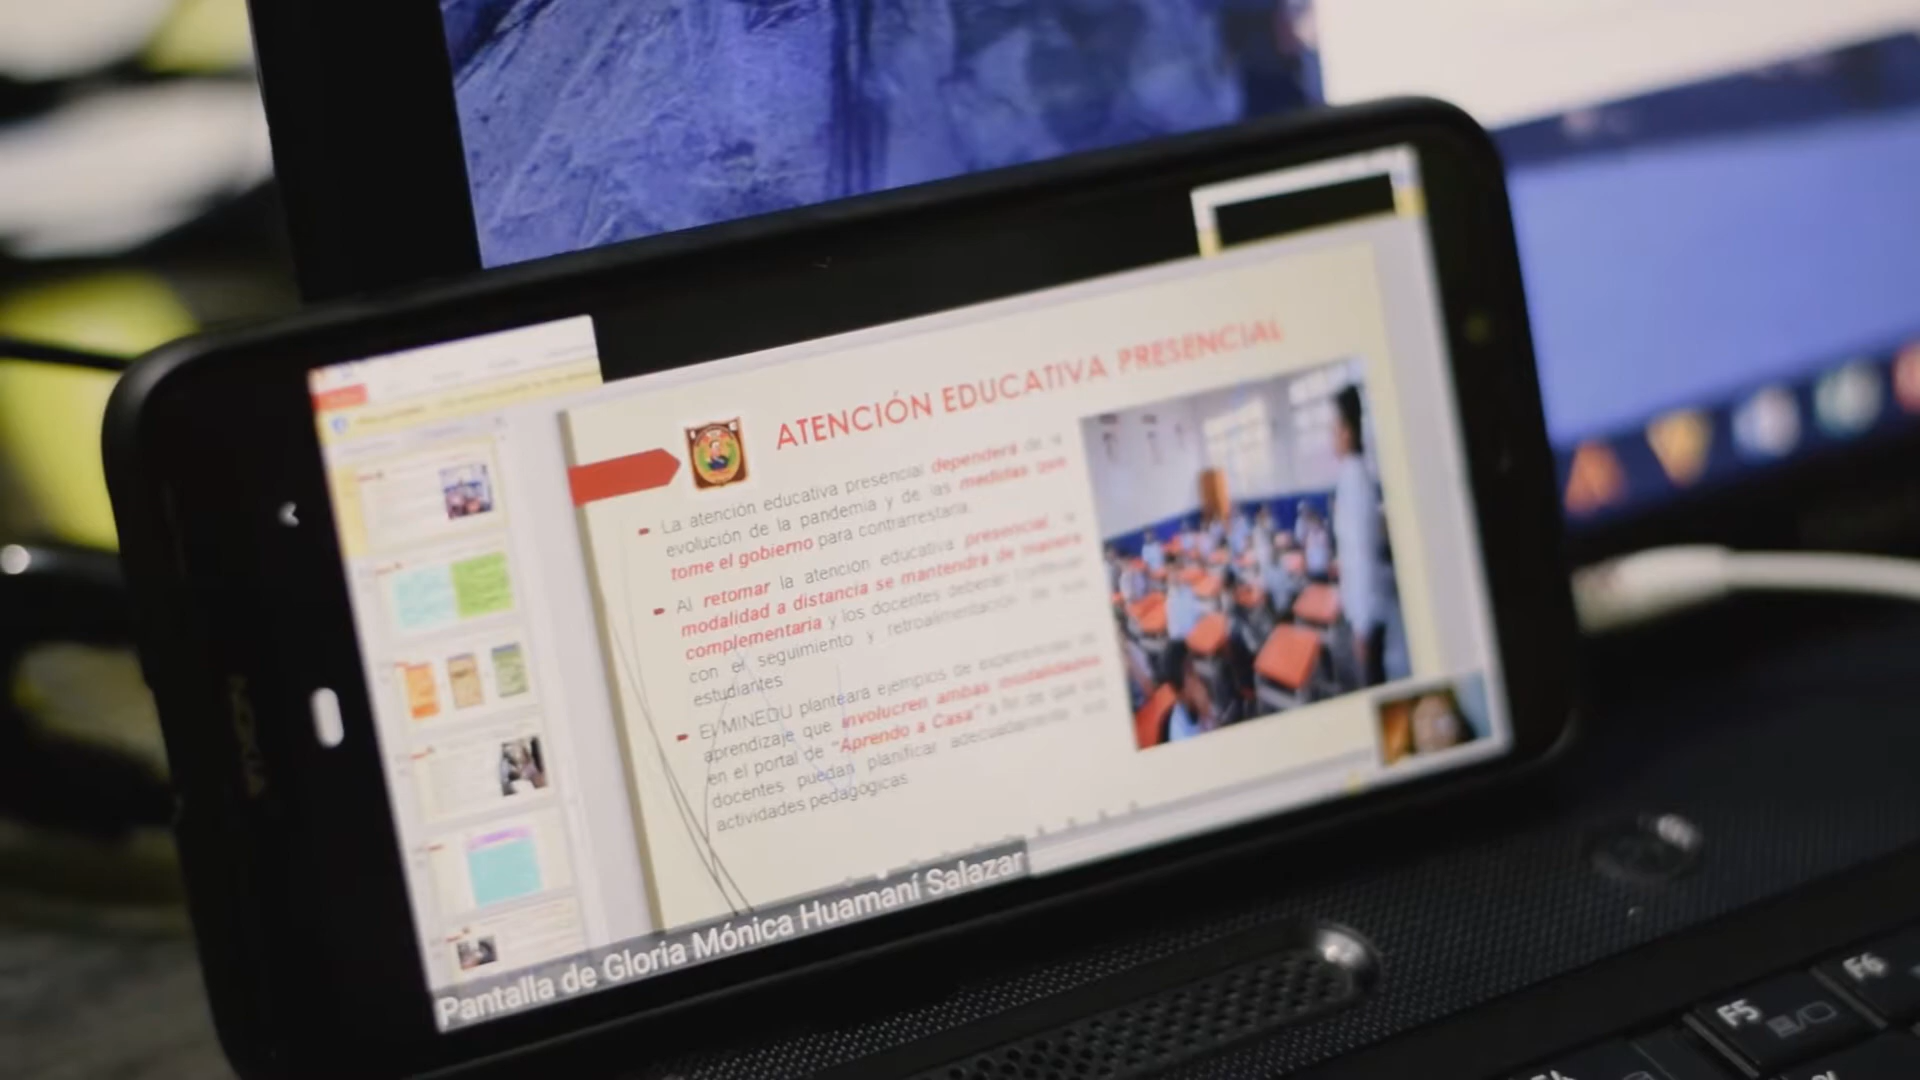 ATENCIÓN EDUCATIVA PRESENCIAL
La atención educativa presencial dependerá de la
evolución de la pandemia y de las medidas que
tome el gobierno para contrarrestarla.
Al retomar la atención educativa presencial, la
modalidad a distancia se mantendrá de manera
complementaria y los docentes deberán continuar
con el seguimiento y retroalimentación de sus
estudiantes
El MINEDU planteará ejemplos de experiencias de
aprendizaje que involucren ambas modalidades
en el portal de "Aprendo a Casa" a fin de que los
docentes puedan planificar adecuadamente sus
actividades pedagógicas
Pantalla de Gloria Mónica Huamaní Salazar
NOKIA
F5
F6